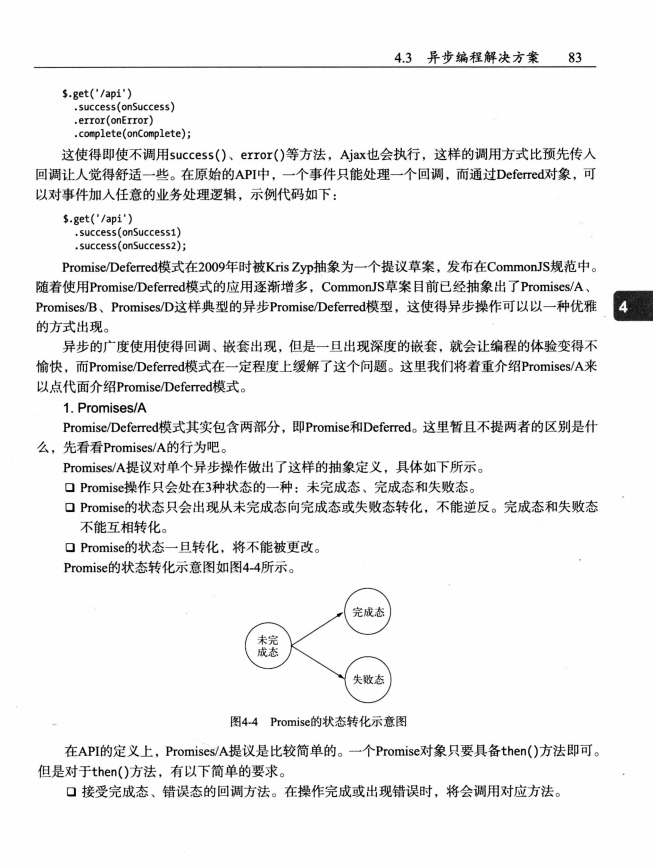 4.3 异步编程解决方案 83
$.get('/api')
.success(onSuccess)
.error(onError)
.complete(onComplete);
这使得即使不调用success()、error()等方法，Ajax也会执行，这样的调用方式比预先传入
回调让人觉得舒适一些。在原始的API中，一个事件只能处理一个回调，而通过Deferred对象，可
以对事件加入任意的业务处理逻辑，示例代码如下：
$.get('/api')
.success(onSuccess1)
.success(onSuccess2);
Promise/Deferred模式在2009年时被Kris Zyp抽象为一个提议草案，发布在CommonJS规范中。
随着使用Promise/Deferred模式的应用逐渐增多，CommonJS草案目前已经抽象出了Promises/A、
Promises/B、Promises/D这样典型的异步Promise/Deferred模型，这使得异步操作可以以一种优雅
的方式出现。
4
异步的广度使用使得回调、嵌套出现，但是一旦出现深度的嵌套，就会让编程的体验变得不
愉快，而Promise/Deferred模式在一定程度上缓解了这个问题。这里我们将着重介绍Promises/A来
以点代面介绍Promise/Deferred模式。
1. Promises/A
Promise/Deferred模式其实包含两部分，即Promise和Deferred。这里暂且不提两者的区别是什
么，先看看Promises/A的行为吧。
Promises/A提议对单个异步操作做出了这样的抽象定义，具体如下所示。
❑ Promise操作只会处在3种状态的一种：未完成态、完成态和失败态。
❑ Promise的状态只会出现从未完成态向完成态或失败态转化，不能逆反。完成态和失败态
不能互相转化。
❑ Promise的状态一旦转化，将不能被更改。
Promise的状态转化示意图如图4-4所示。
完成态
未完
成态
失败态
图4-4 Promise的状态转化示意图
在API的定义上，Promises/A提议是比较简单的。一个Promise对象只要具备then()方法即可。
但是对于then()方法，有以下简单的要求。
❑ 接受完成态、错误态的回调方法。在操作完成或出现错误时，将会调用对应方法。